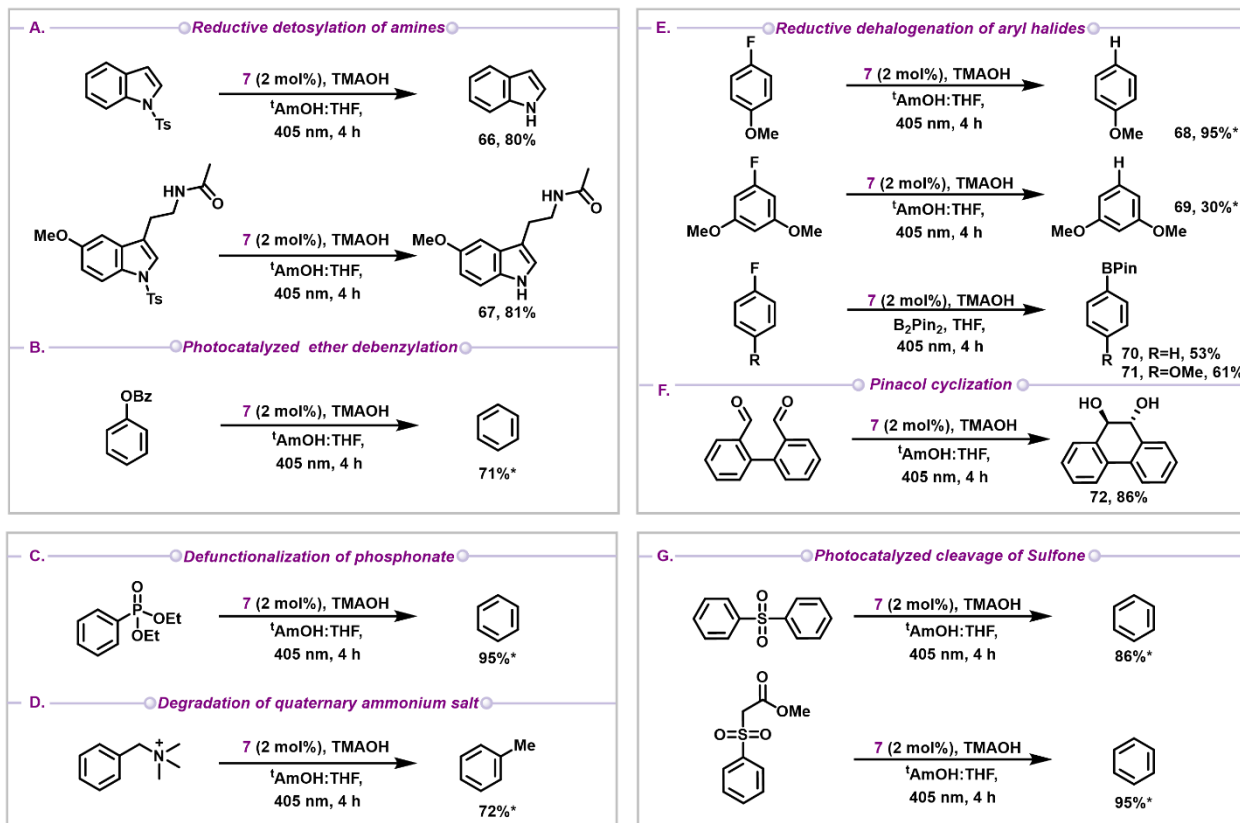 A. Reductive detosylation of amines
N
Ts
7 (2 mol%), TMAOH
tAmOH:THF,
405 nm, 4 h
N
H
66, 80%
HN
O
MeO
N
Ts
7 (2 mol%), TMAOH
tAmOH:THF,
405 nm, 4 h
HN
O
MeO
N
H
67, 81%
B. Photocatalyzed ether debenzylation
OBz
7 (2 mol%), TMAOH
tAmOH:THF,
405 nm, 4 h
71%*
E. Reductive dehalogenation of aryl halides
F
OMe
7 (2 mol%), TMAOH
tAmOH:THF,
405 nm, 4 h
H
OMe
68, 95%*
F
MeO OMe
7 (2 mol%), TMAOH
tAmOH:THF,
405 nm, 4 h
H
MeO OMe
69, 30%*
F
R
7 (2 mol%), TMAOH
B2Pin2, THF,
405 nm, 4 h
BPin
R
70, R=H, 53%
71, R=OMe, 61%
F. Pinacol cyclization
O O
7 (2 mol%), TMAOH
tAmOH:THF,
405 nm, 4 h
HO OH
72, 86%
C. Defunctionalization of phosphonate
O
P OEt
OEt
7 (2 mol%), TMAOH
tAmOH:THF,
405 nm, 4 h
95%*
D. Degradation of quaternary ammonium salt
N+
7 (2 mol%), TMAOH
tAmOH:THF,
405 nm, 4 h
Me
72%*
G. Photocatalyzed cleavage of Sulfone
O
S
O
7 (2 mol%), TMAOH
tAmOH:THF,
405 nm, 4 h
86%*
O
OMe
O S O
7 (2 mol%), TMAOH
tAmOH:THF,
405 nm, 4 h
95%*